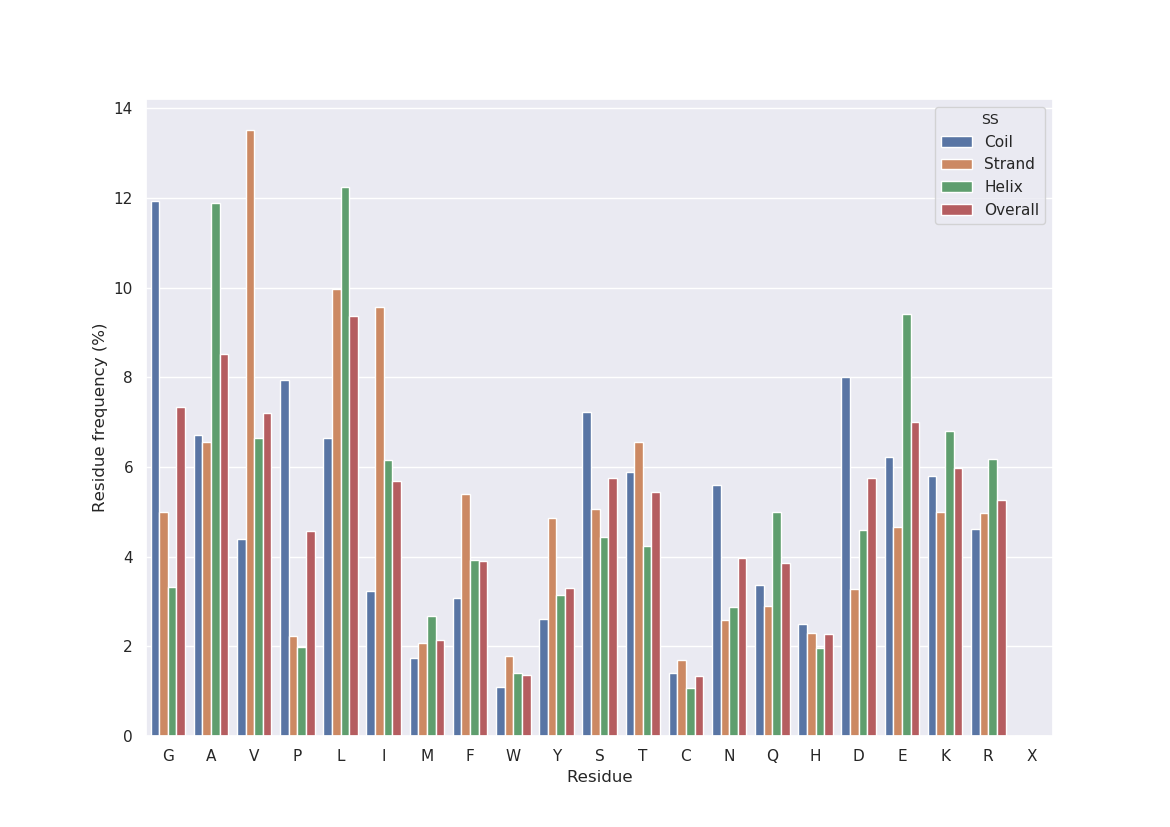 14
12
10
8
6
4
2
0
Residue frequency (%)
SS
Coil
Strand
Helix
Overall
G A V P L I M F W Y S T C N Q H D E K R X
Residue